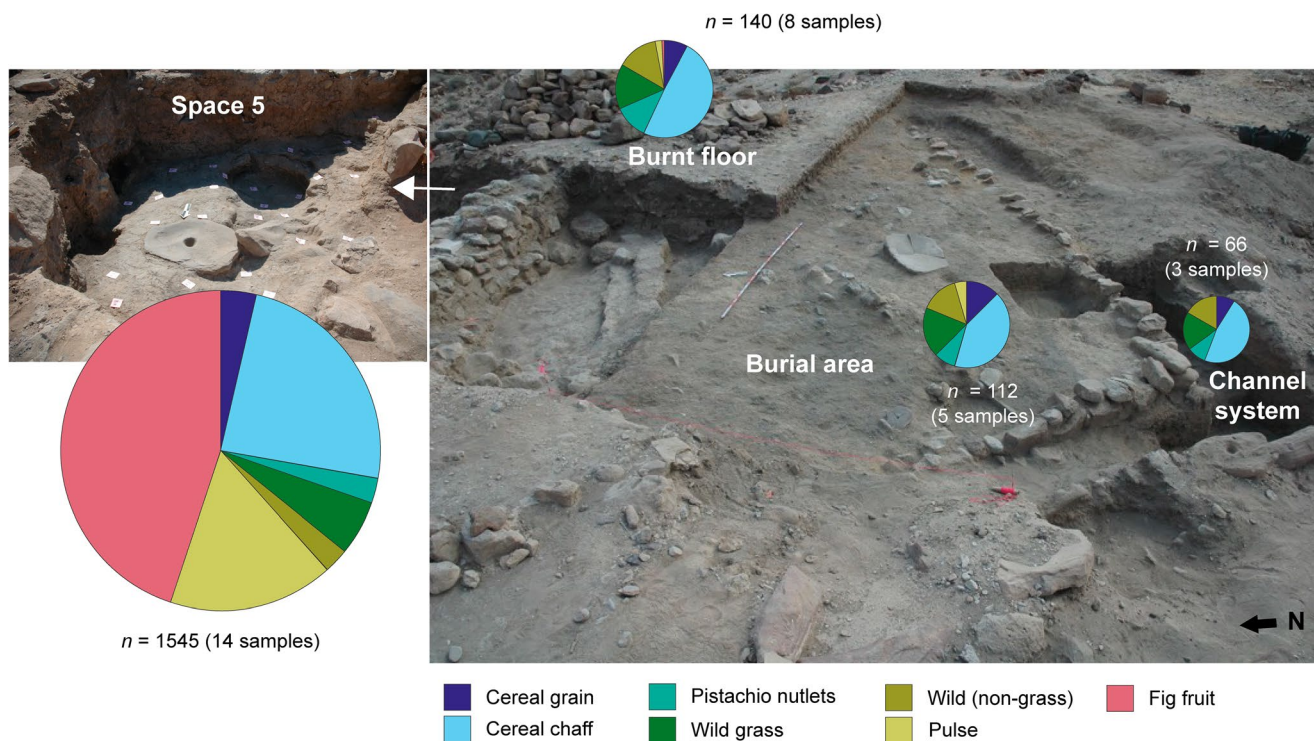 n = 140 (8 samples)
Space 5
Burnt floor
n = 66
(3 samples)
Burial area
n = 112
(5 samples)
Channel
system
n = 1545 (14 samples)
N
Cereal grain
Pistachio nutlets
Wild (non-grass)
Fig fruit
Cereal chaff
Wild grass
Pulse